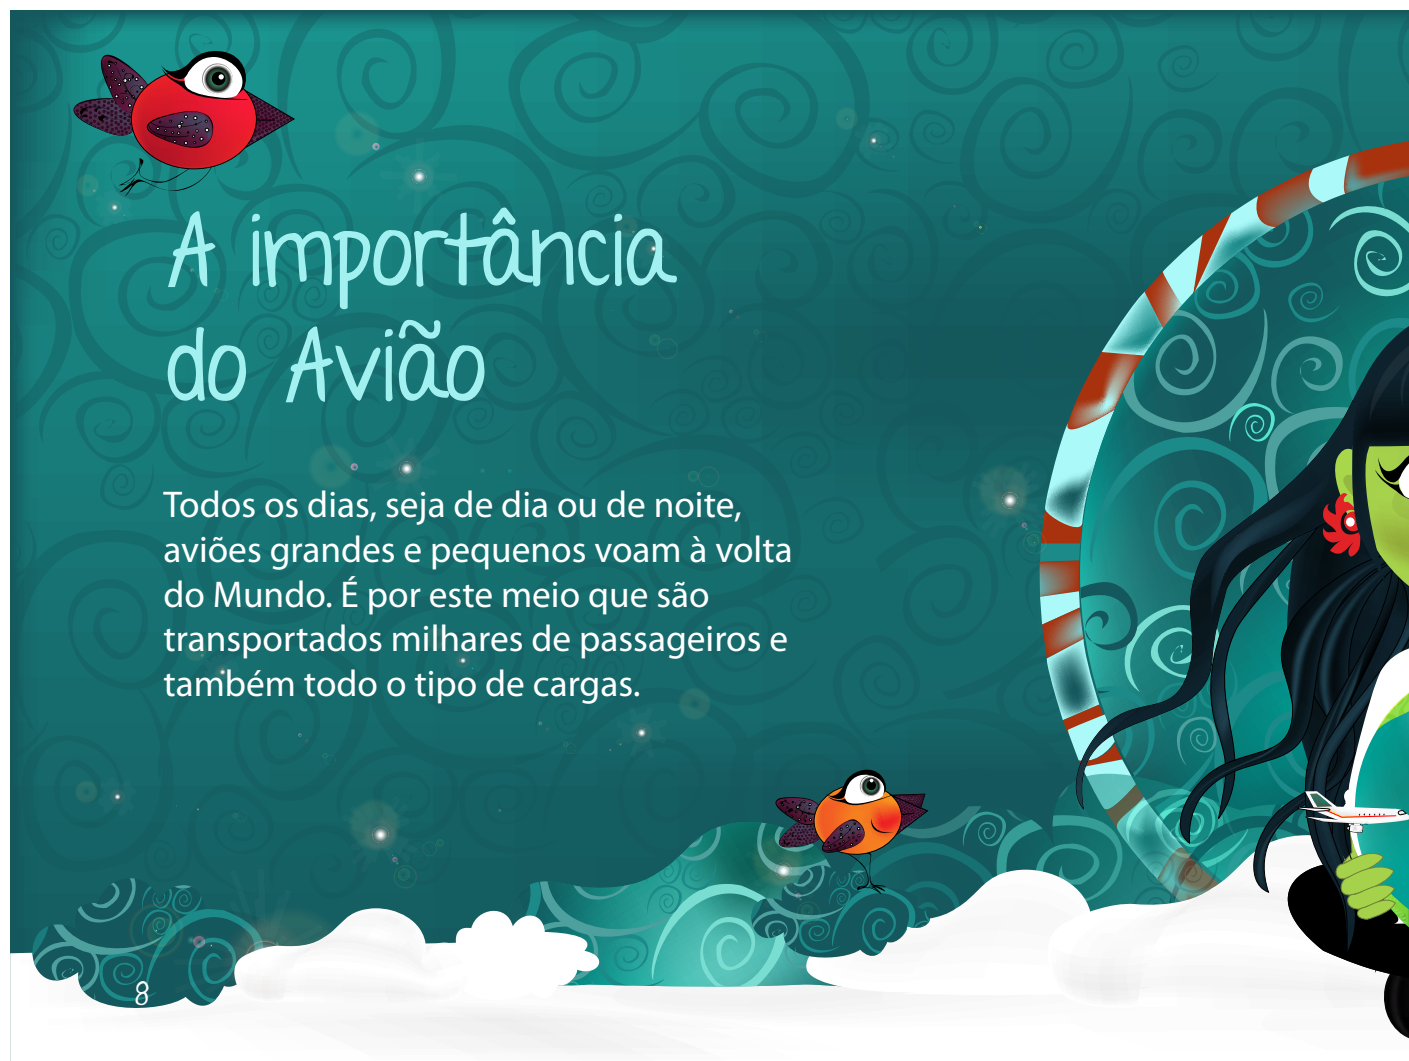 A importância
do Avião
Todos os dias, seja de dia ou de noite,
aviões grandes e pequenos voam à volta
do Mundo. É por este meio que são
transportados milhares de passageiros e
também todo o tipo de cargas.
8